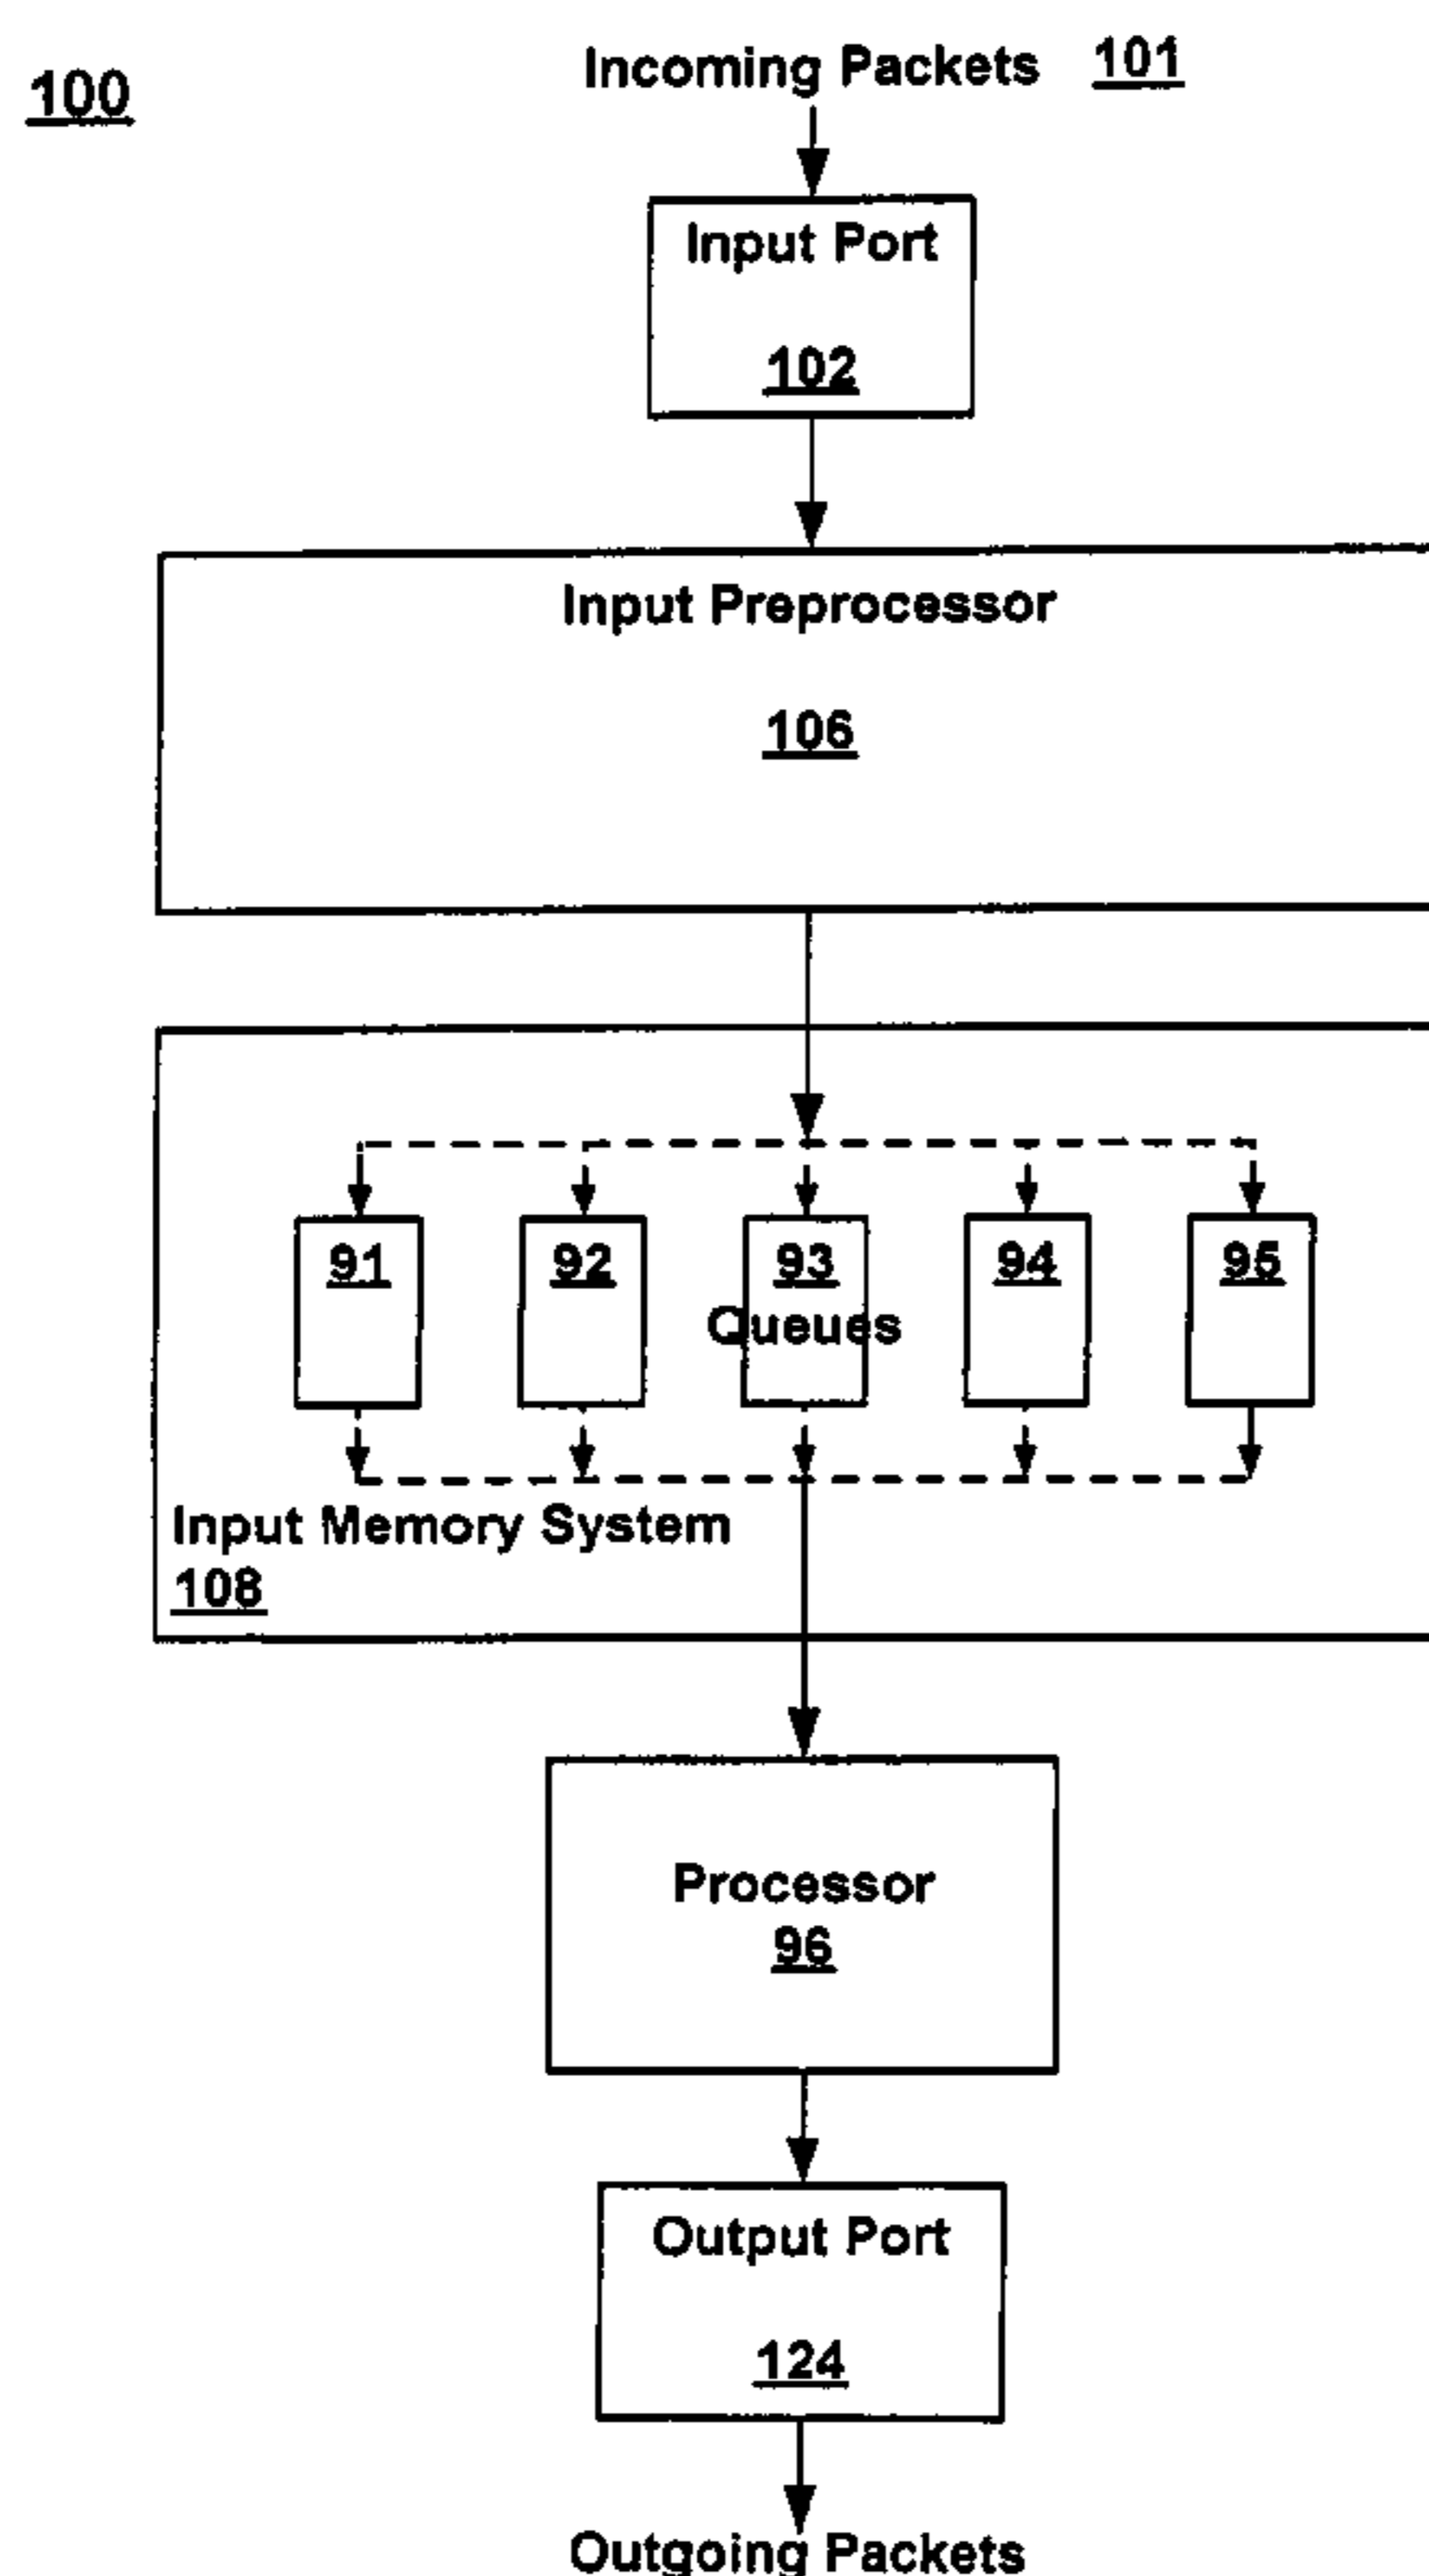 100
Incoming Packets 101
Input Port
102
Input Preprocessor
106
91 92 93 94 95
Queues
Input Memory System
108
Processor
96
Output Port
124
Outgoing Packets